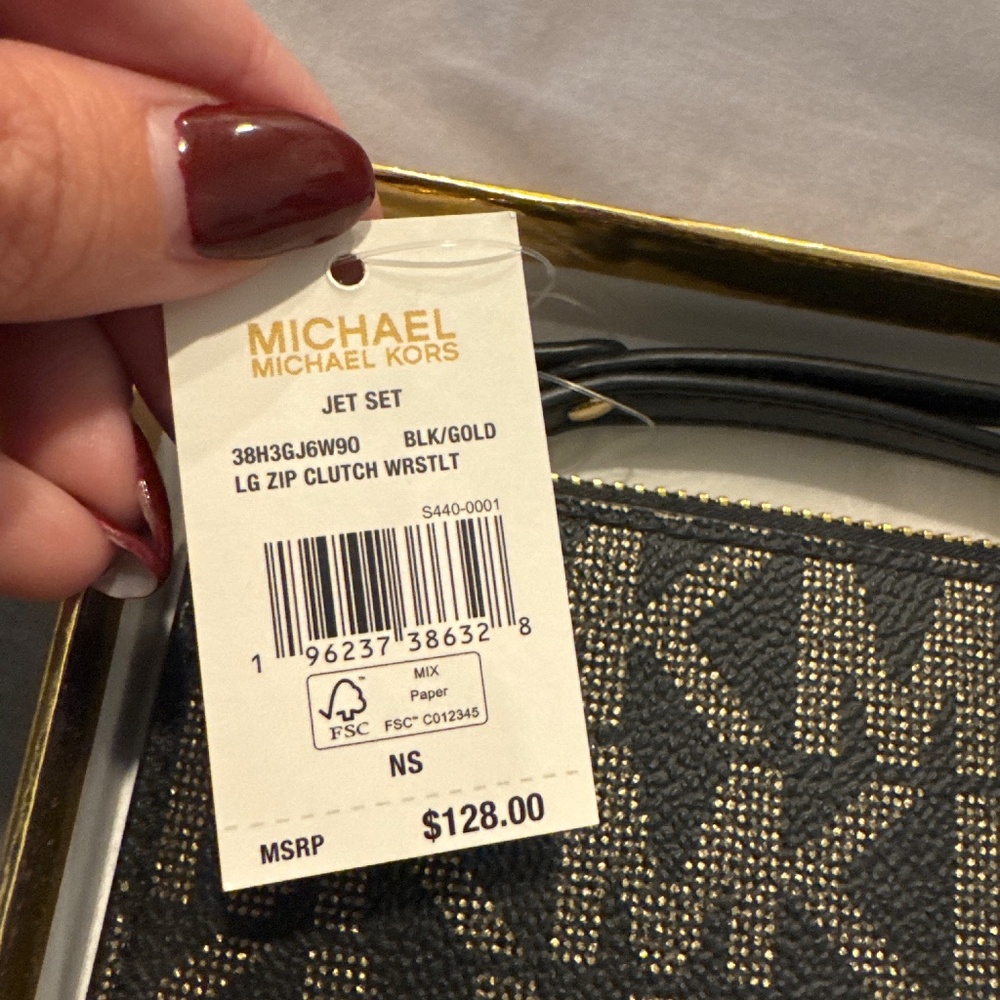 MICHAEL
MICHAEL KORS
JET SET
38H3GJ6W90 BLK/GOLD
LG ZIP CLUTCH WRSTLT
S440-0001
1 96237 38632 8
FSC
MIX
Paper
FSC™ C012345
NS
MSRP $128.00